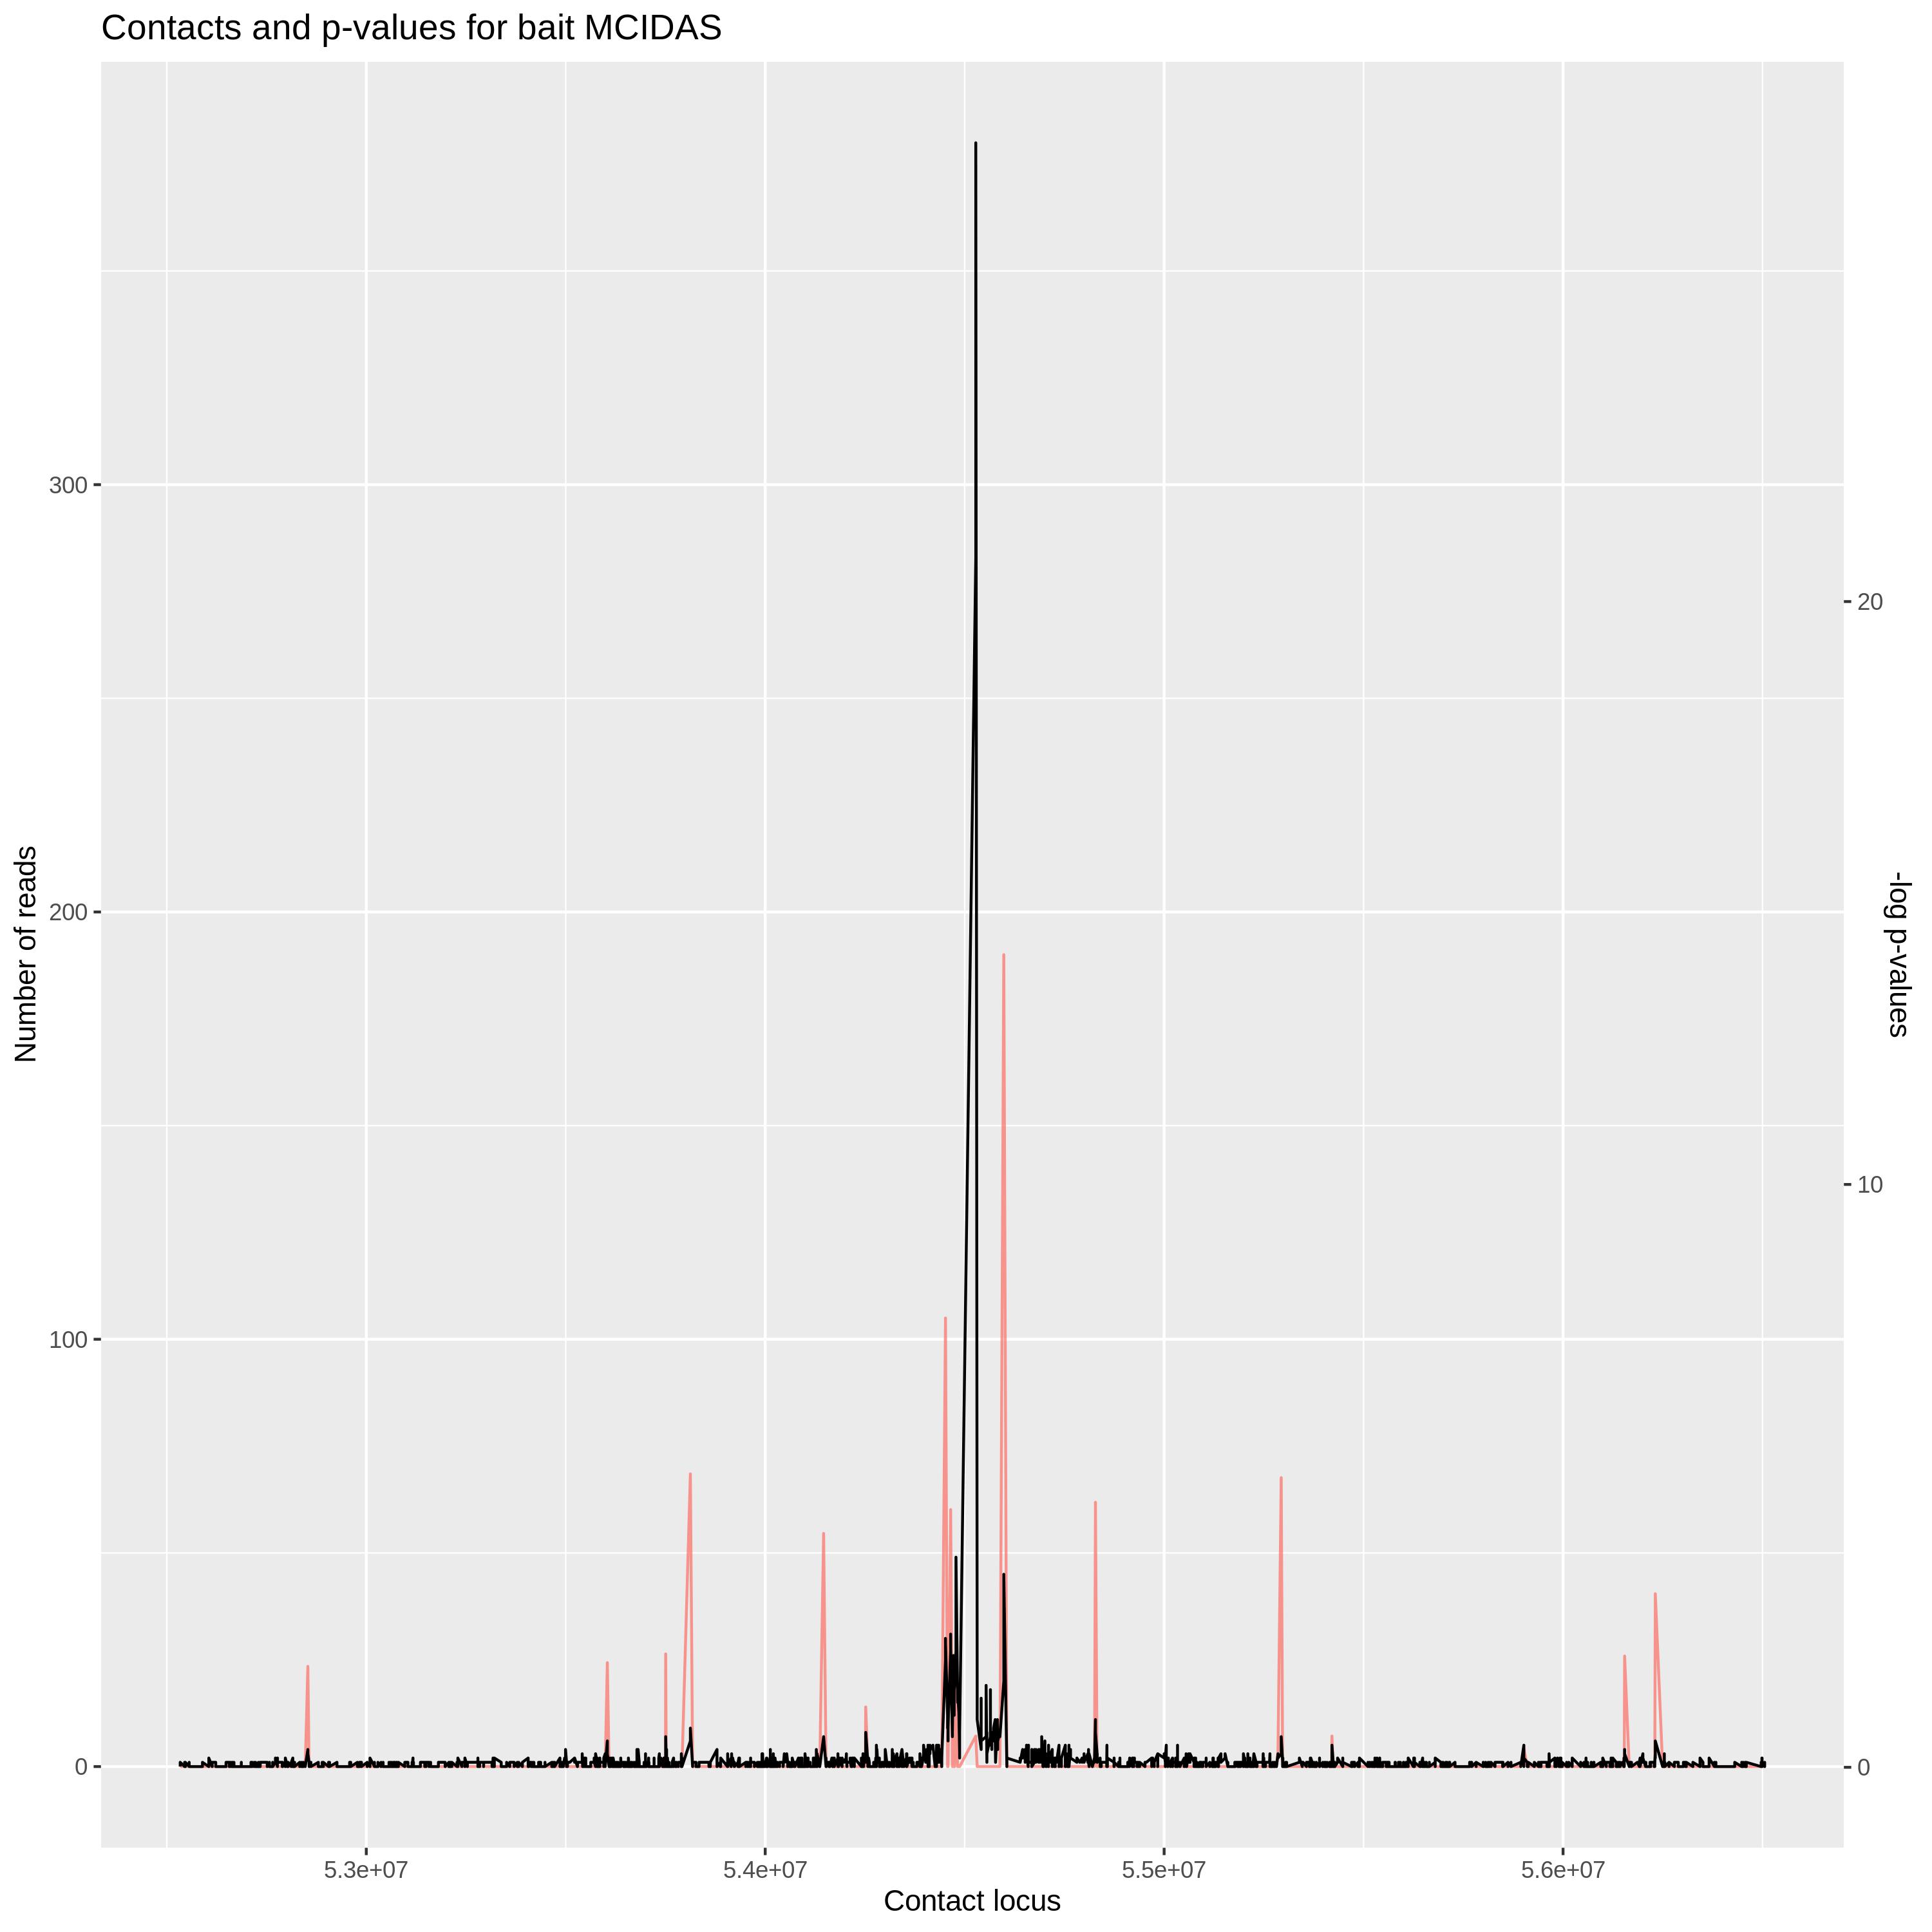 Contacts and p-values for bait MCIDAS
300
200
100
0
Number of reads
20
10
0
-log p-values
5.3e+07
5.4e+07
5.5e+07
5.6e+07
Contact locus